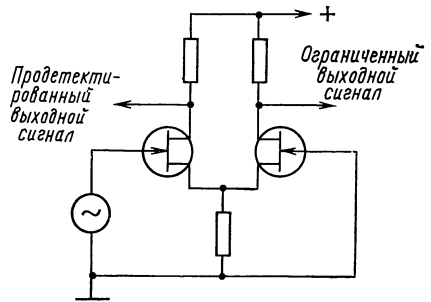 +
Ограниченный
выходной
сигнал
Продетекти-
рованный
выходной
сигнал